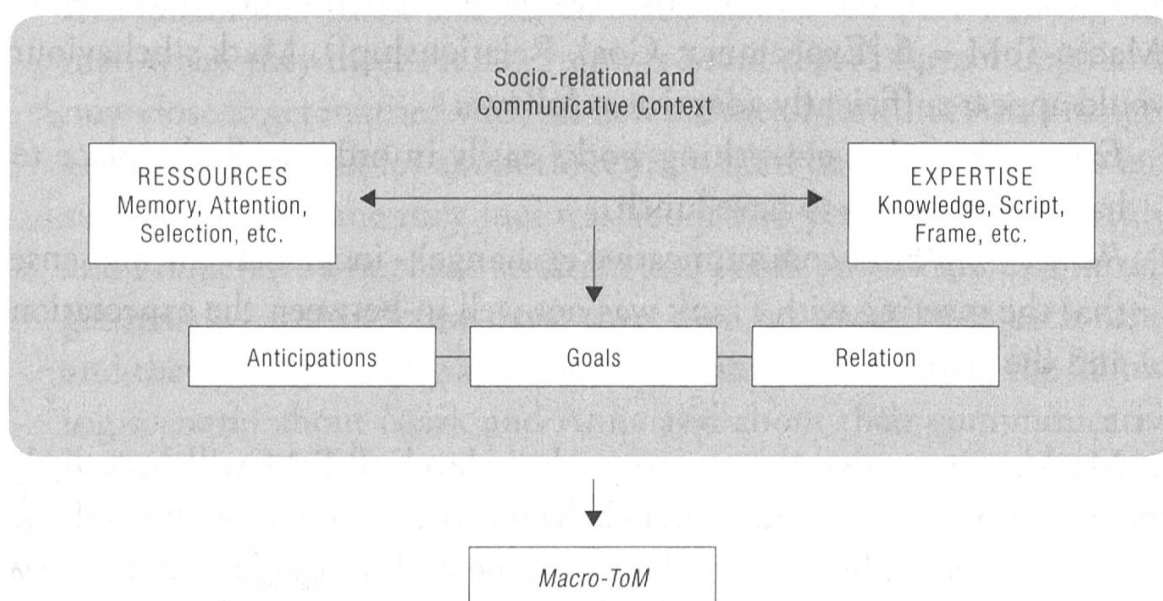 Socio-relational and
Communicative Context
RESSOURCES
Memory, Attention,
Selection, etc.
EXPERTISE
Knowledge, Script,
Frame, etc.
Anticipations
Goals
Relation
Macro-ToM